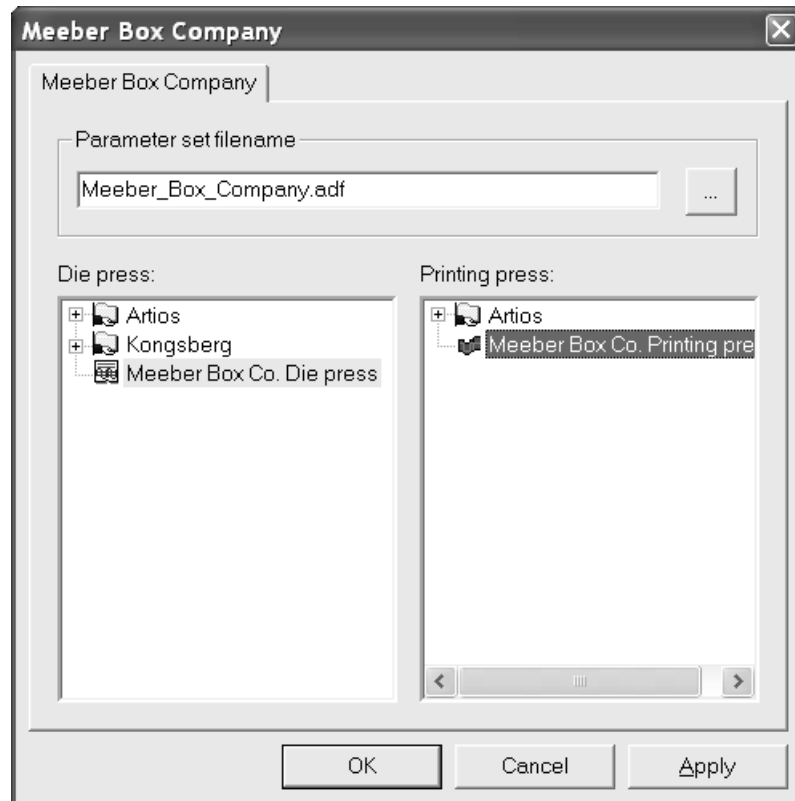 Meeber Box Company
Meeber Box Company
Parameter set filename
Meeber_Box_Company.adf
...
Die press:
Artios
Kongsberg
Meeber Box Co. Die press
Printing press:
Artios
Meeber Box Co. Printing pre
OK
Cancel
Apply